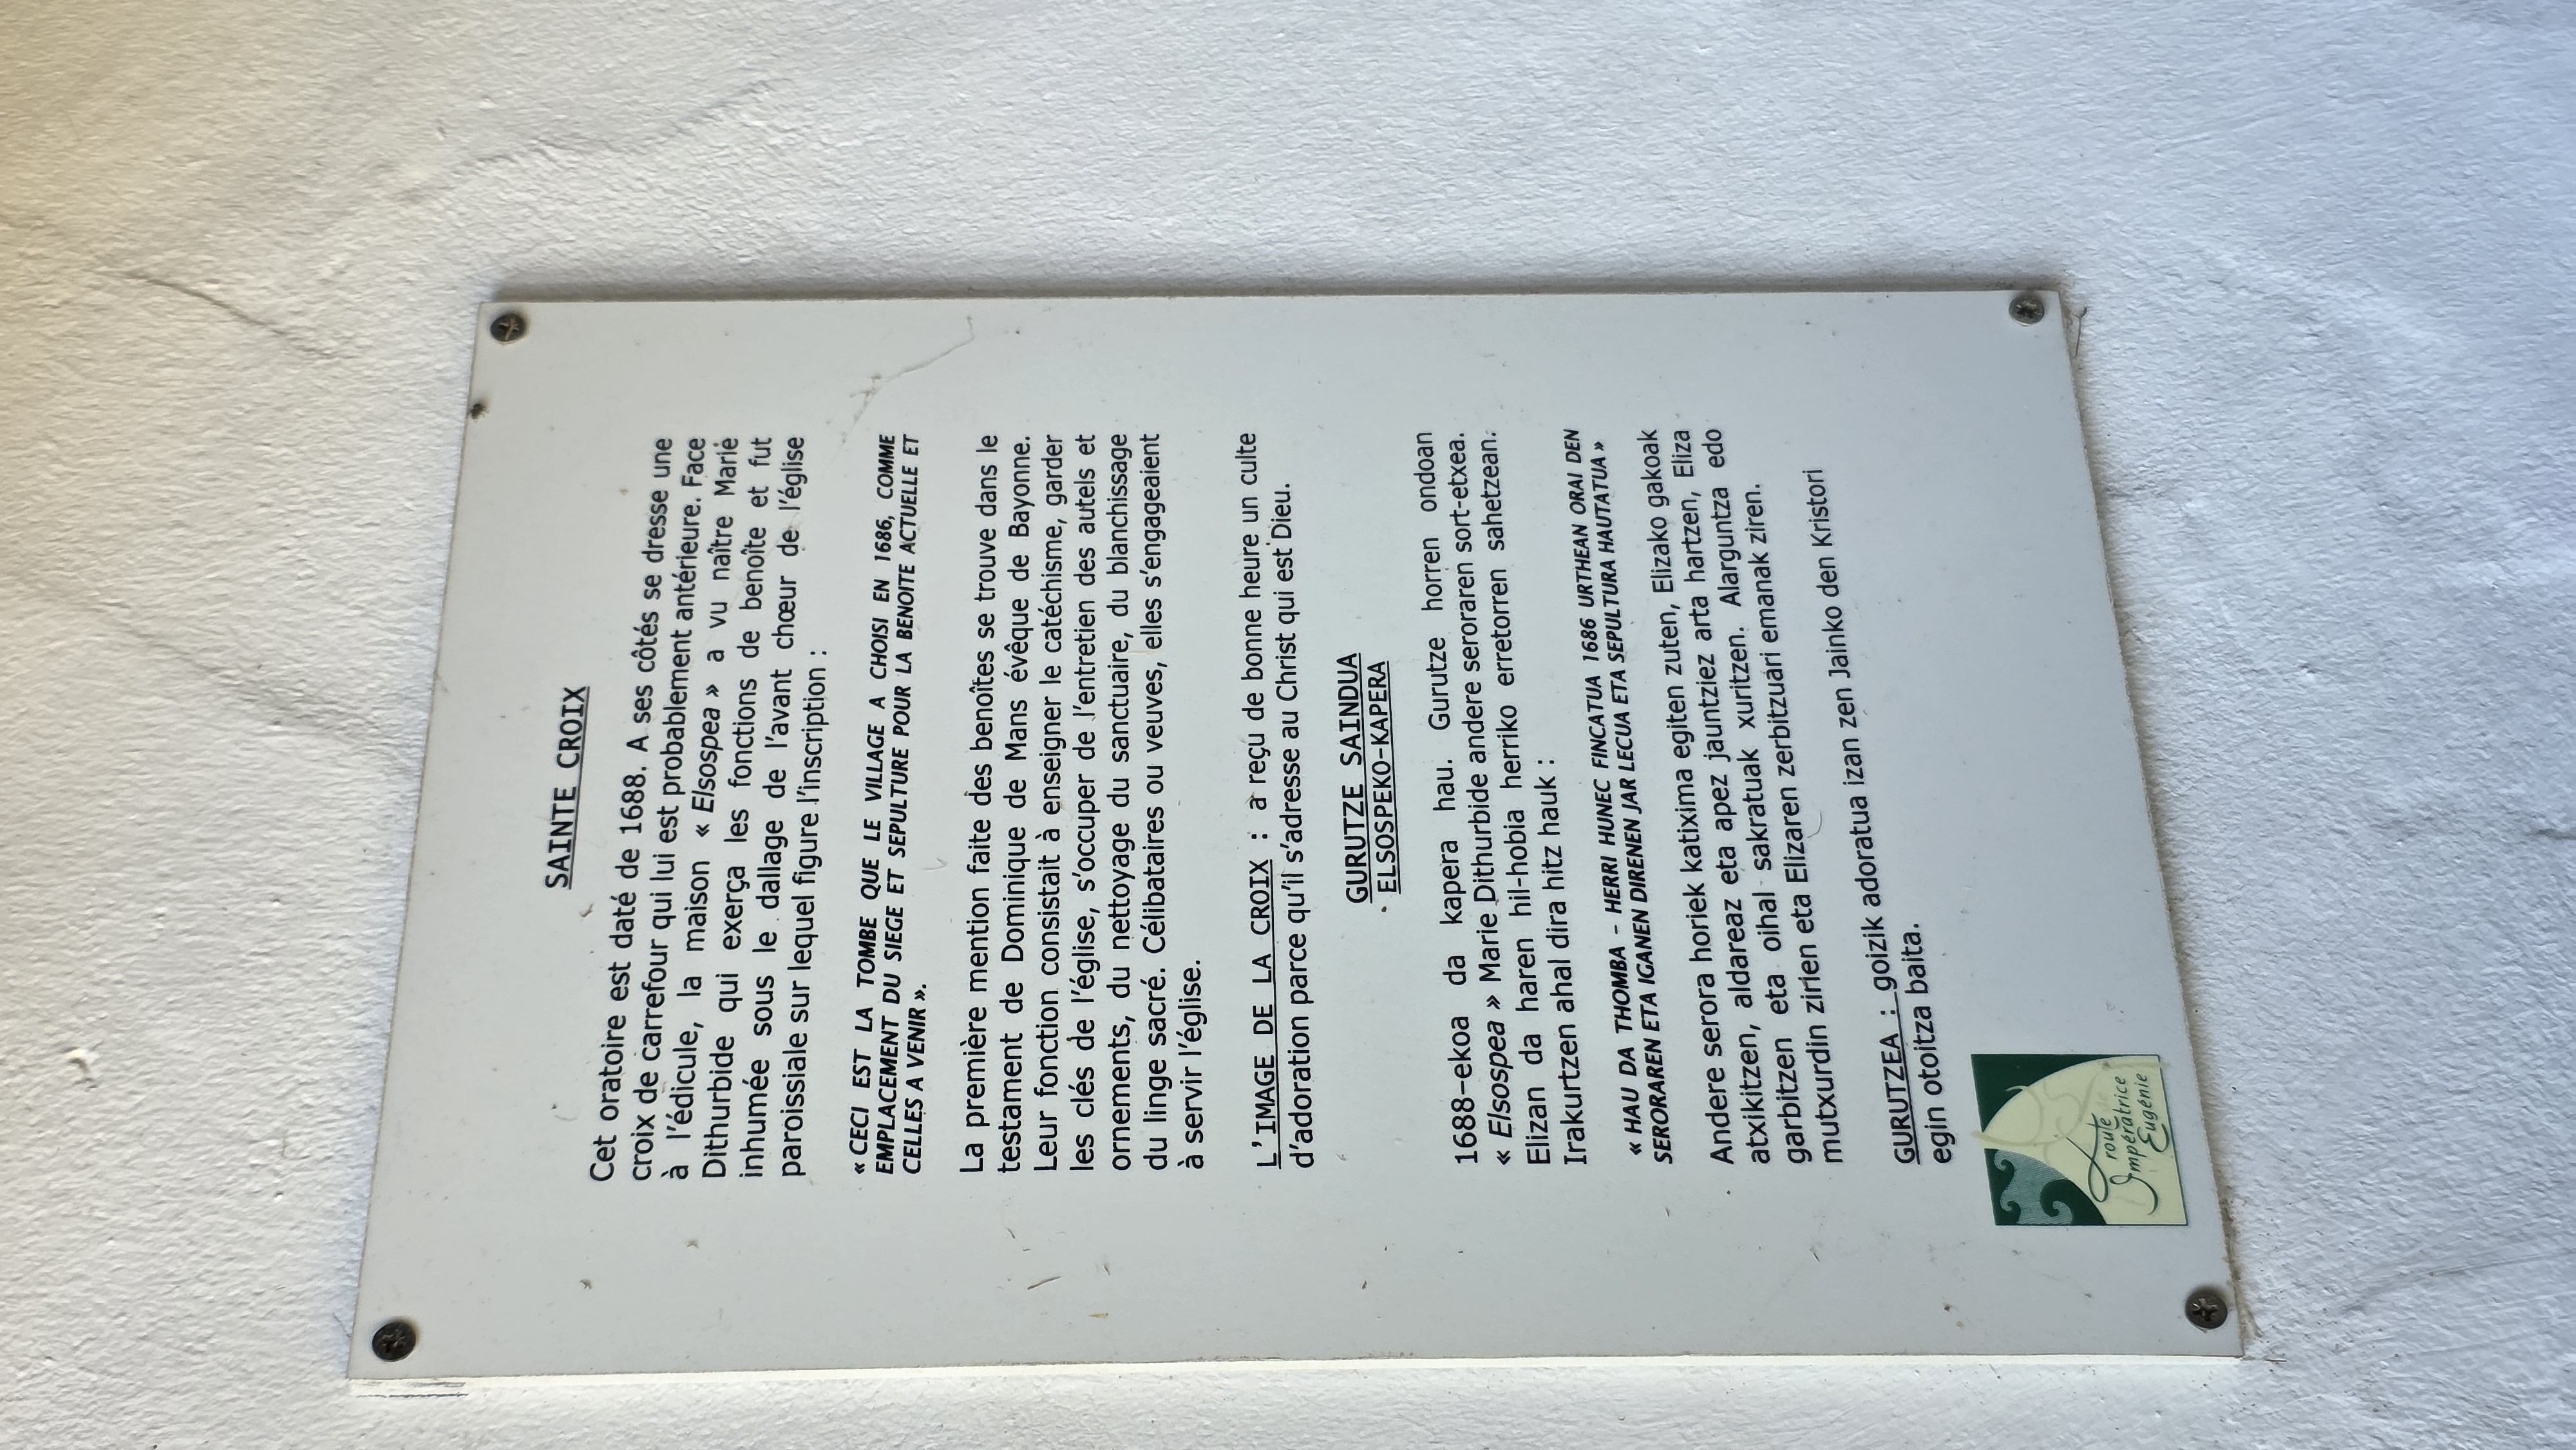 SAINTE CROIX
Cet oratoire est daté de 1688. A ses côtés se dresse une
croix de carrefour qui lui est probablement antérieure. Face
à l'édicule, la maison « Elsospea » a vu naître Marie
Dithurbide qui exerça les fonctions de benoîte et fut
inhumée sous le dallage de l'avant chœur de l'église
paroissiale sur lequel figure l'inscription :
« CECI EST LA TOMBE QUE LE VILLAGE A CHOISI EN 1686, COMME
EMPLACEMENT DU SIEGE ET SEPULTURE POUR LA BENOITE ACTUELLE ET
CELLES A VENIR ».
La première mention faite des benoîtes se trouve dans le
testament de Dominique de Mans évêque de Bayonne.
Leur fonction consistait à enseigner le catéchisme, garder
les clés de l'église, s'occuper de l'entretien des autels et
ornements, du nettoyage du sanctuaire, du blanchissage
du linge sacré. Célibataires ou veuves, elles s'engageaient
à servir l'église.
L'IMAGE DE LA CROIX : a reçu de bonne heure un culte
d'adoration parce qu'il s'adresse au Christ qui est Dieu.
GURUTZE SAINDUA
ELSOSPEKO-KAPERA
1688-ekoa da kapera hau. Gurutze horren ondoan
« Elsospea » Marie Dithurbide andere seroraren sort-etxea.
Elizan da haren hil-hobia herriko erretorren sahetzean.
Irakurtzen ahal dira hitz hauk :
« HAU DA THOMBA - HERRI HUNEC FINCATUA 1686 URTHEAN ORAI DEN
SERORAREN ETA IGANEN DIRENEN JAR LECUA ETA SEPULTURA HAUTATUA »
Andere serora horiek katixima egiten zuten, Elizako gakoak
atxikitzen, aldareaz eta apez jauntziez arta hartzen, Eliza
garbitzen eta oihal sakratuak xuritzen. Alarguntza edo
mutxurdin zirien eta Elizaren zerbitzuari emanak ziren.
GURUTZEA : goizik adoratua izan zen Jainko den Kristori
egin otoitza baita.
route
Impératrice
Eugénie